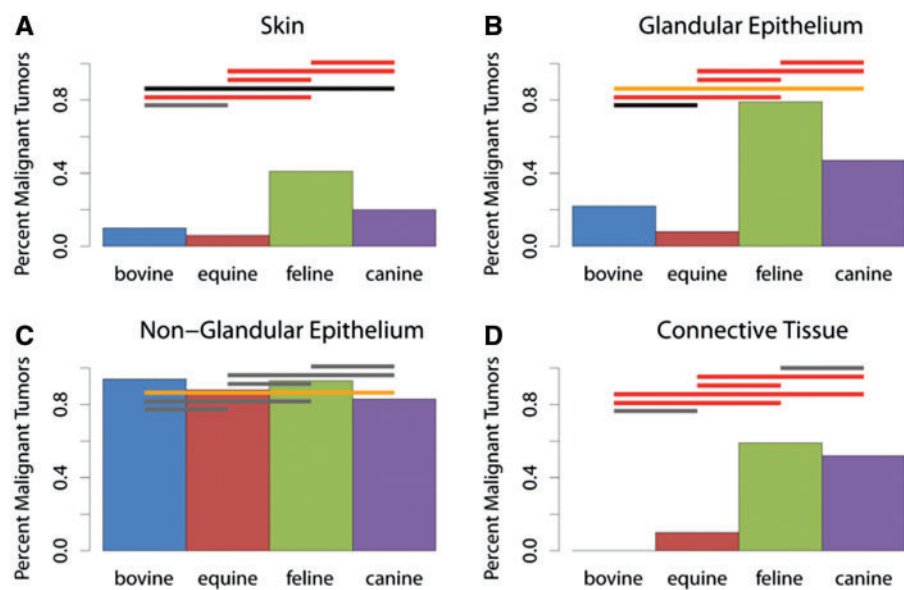 A
Skin
Percent Malignant Tumors
0.8
0.4
0.0
bovine
equine
feline
canine
B
Glandular Epithelium
Percent Malignant Tumors
0.8
0.4
0.0
bovine
equine
feline
canine
C
Non-Glandular Epithelium
Percent Malignant Tumors
0.8
0.4
0.0
bovine
equine
feline
canine
D
Connective Tissue
Percent Malignant Tumors
0.8
0.4
0.0
bovine
equine
feline
canine